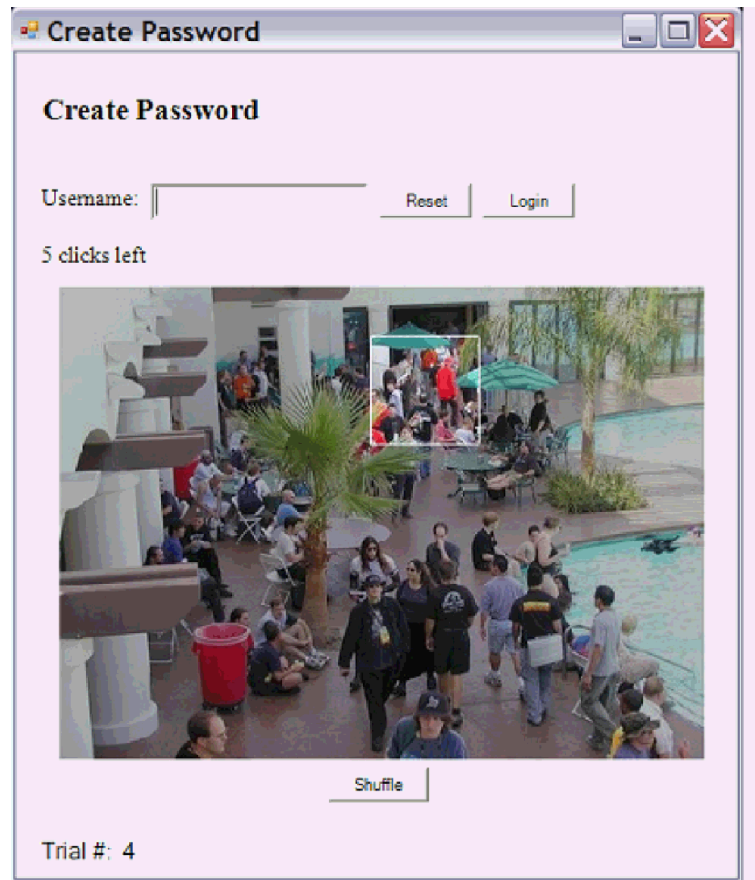 Create Password
Create Password
Username: Reset Login
5 clicks left
Shuffle
Trial #: 4